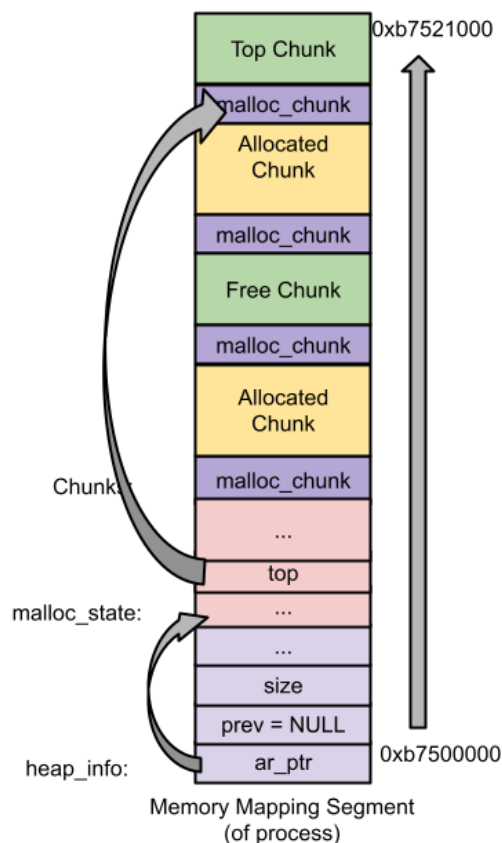 0xb7521000
Top Chunk
malloc_chunk
Allocated
Chunk
malloc_chunk
Free Chunk
malloc_chunk
Allocated
Chunk
malloc_chunk
Chunks:
...
top
malloc_state:
...
...
size
prev = NULL
0xb7500000
heap_info:
ar_ptr
Memory Mapping Segment
(of process)